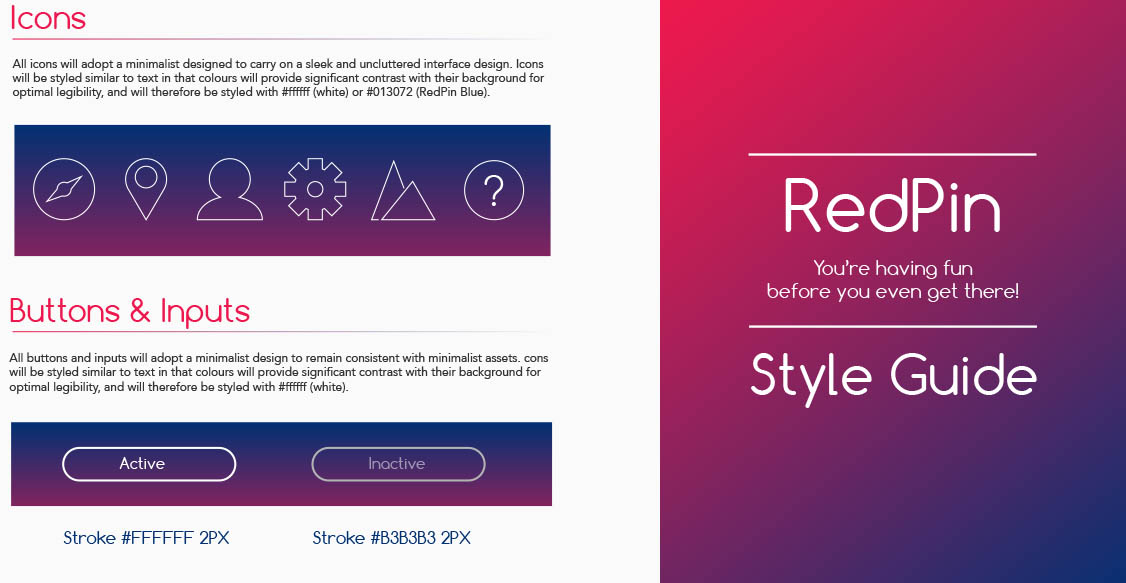 Icons
All icons will adopt a minimalist designed to carry on a sleek and uncluttered interface design. Icons
will be styled similar to text in that colours will provide significant contrast with their background for
optimal legibility, and will therefore be styled with #ffffff (white) or #013072 (RedPin Blue).
?
Buttons & Inputs
All buttons and inputs will adopt a minimalist design to remain consistent with minimalist assets. cons
will be styled similar to text in that colours will provide significant contrast with their background for
optimal legibility, and will therefore be styled with #ffffff (white).
Active
Inactive
Stroke #FFFFFF 2PX
Stroke #B3B3B3 2PX
RedPin
You're having fun
before you even get there!
Style Guide